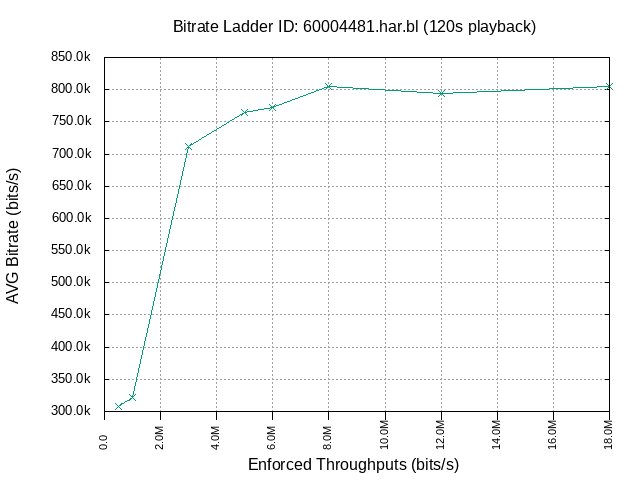 Bitrate Ladder ID: 60004481.har.bl (120s playback)
850.0k
800.0k
750.0k
700.0k
650.0k
600.0k
550.0k
500.0k
450.0k
400.0k
350.0k
300.0k
AVG Bitrate (bits/s)
0.0 2.0M 4.0M 6.0M 8.0M 10.0M 12.0M 14.0M 16.0M 18.0M
Enforced Throughputs (bits/s)